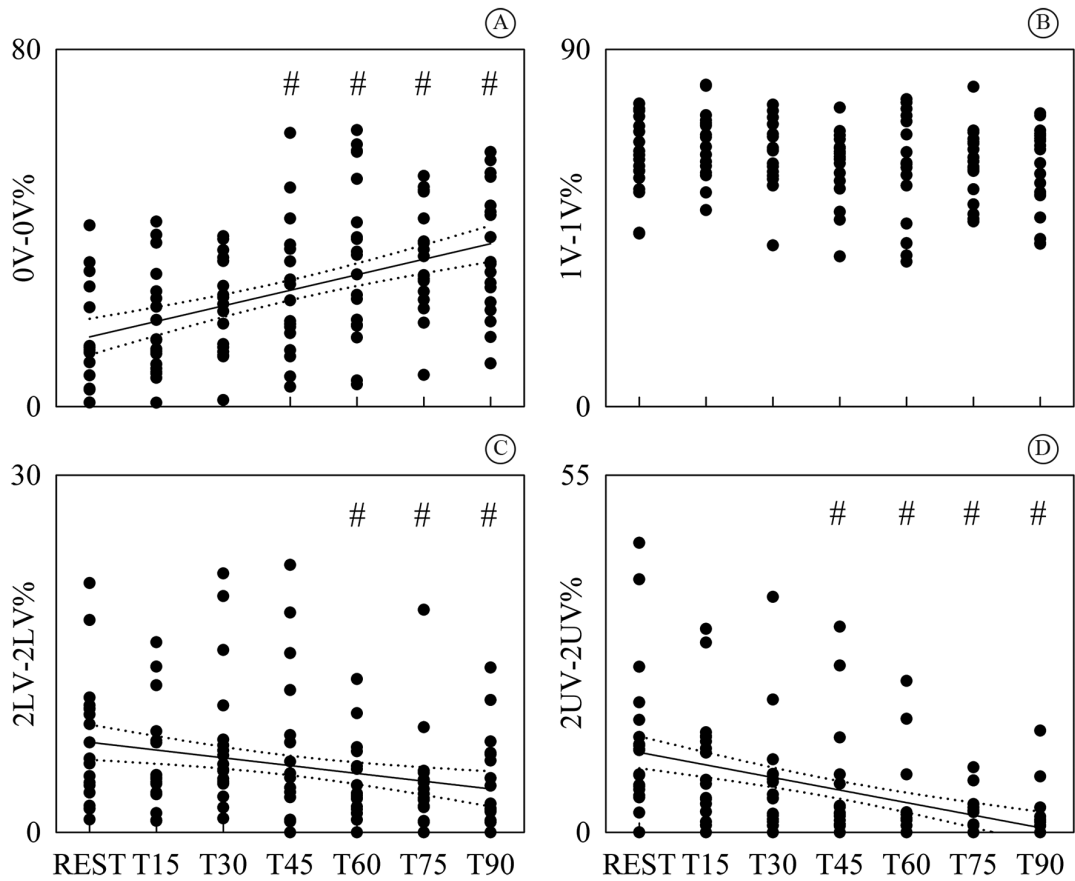 Ⓐ
80
# # # #
0V-0V%
0
Ⓑ
90
1V-1V%
0
Ⓒ
30
# # #
2LV-2LV%
0
REST T15 T30 T45 T60 T75 T90
Ⓓ
55
# # # #
2UV-2UV%
0
REST T15 T30 T45 T60 T75 T90